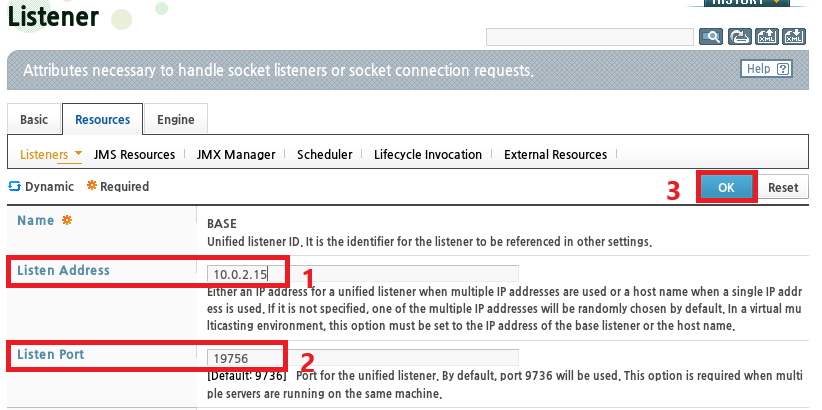 HISTORY
Listener
XML XML
Attributes necessary to handle socket listeners or socket connection requests.
Help ?
Basic Resources Engine
Listeners JMS Resources JMX Manager Scheduler Lifecycle Invocation External Resources
Dynamic Required 3 OK Reset
Name BASE
Unified listener ID. It is the identifier for the listener to be referenced in other settings.
Listen Address 10.0.2.15 1
Either an IP address for a unified listener when multiple IP addresses are used or a host name when a single IP addr
ess is used. If it is not specified, one of the multiple IP addresses will be randomly chosen by default. In a virtual mu
lticasting environment, this option must be set to the IP address of the base listener or the host name.
Listen Port 19756 2
[Default: 9736] Port for the unified listener. By default, port 9736 will be used. This option is required when multi
ple servers are running on the same machine.